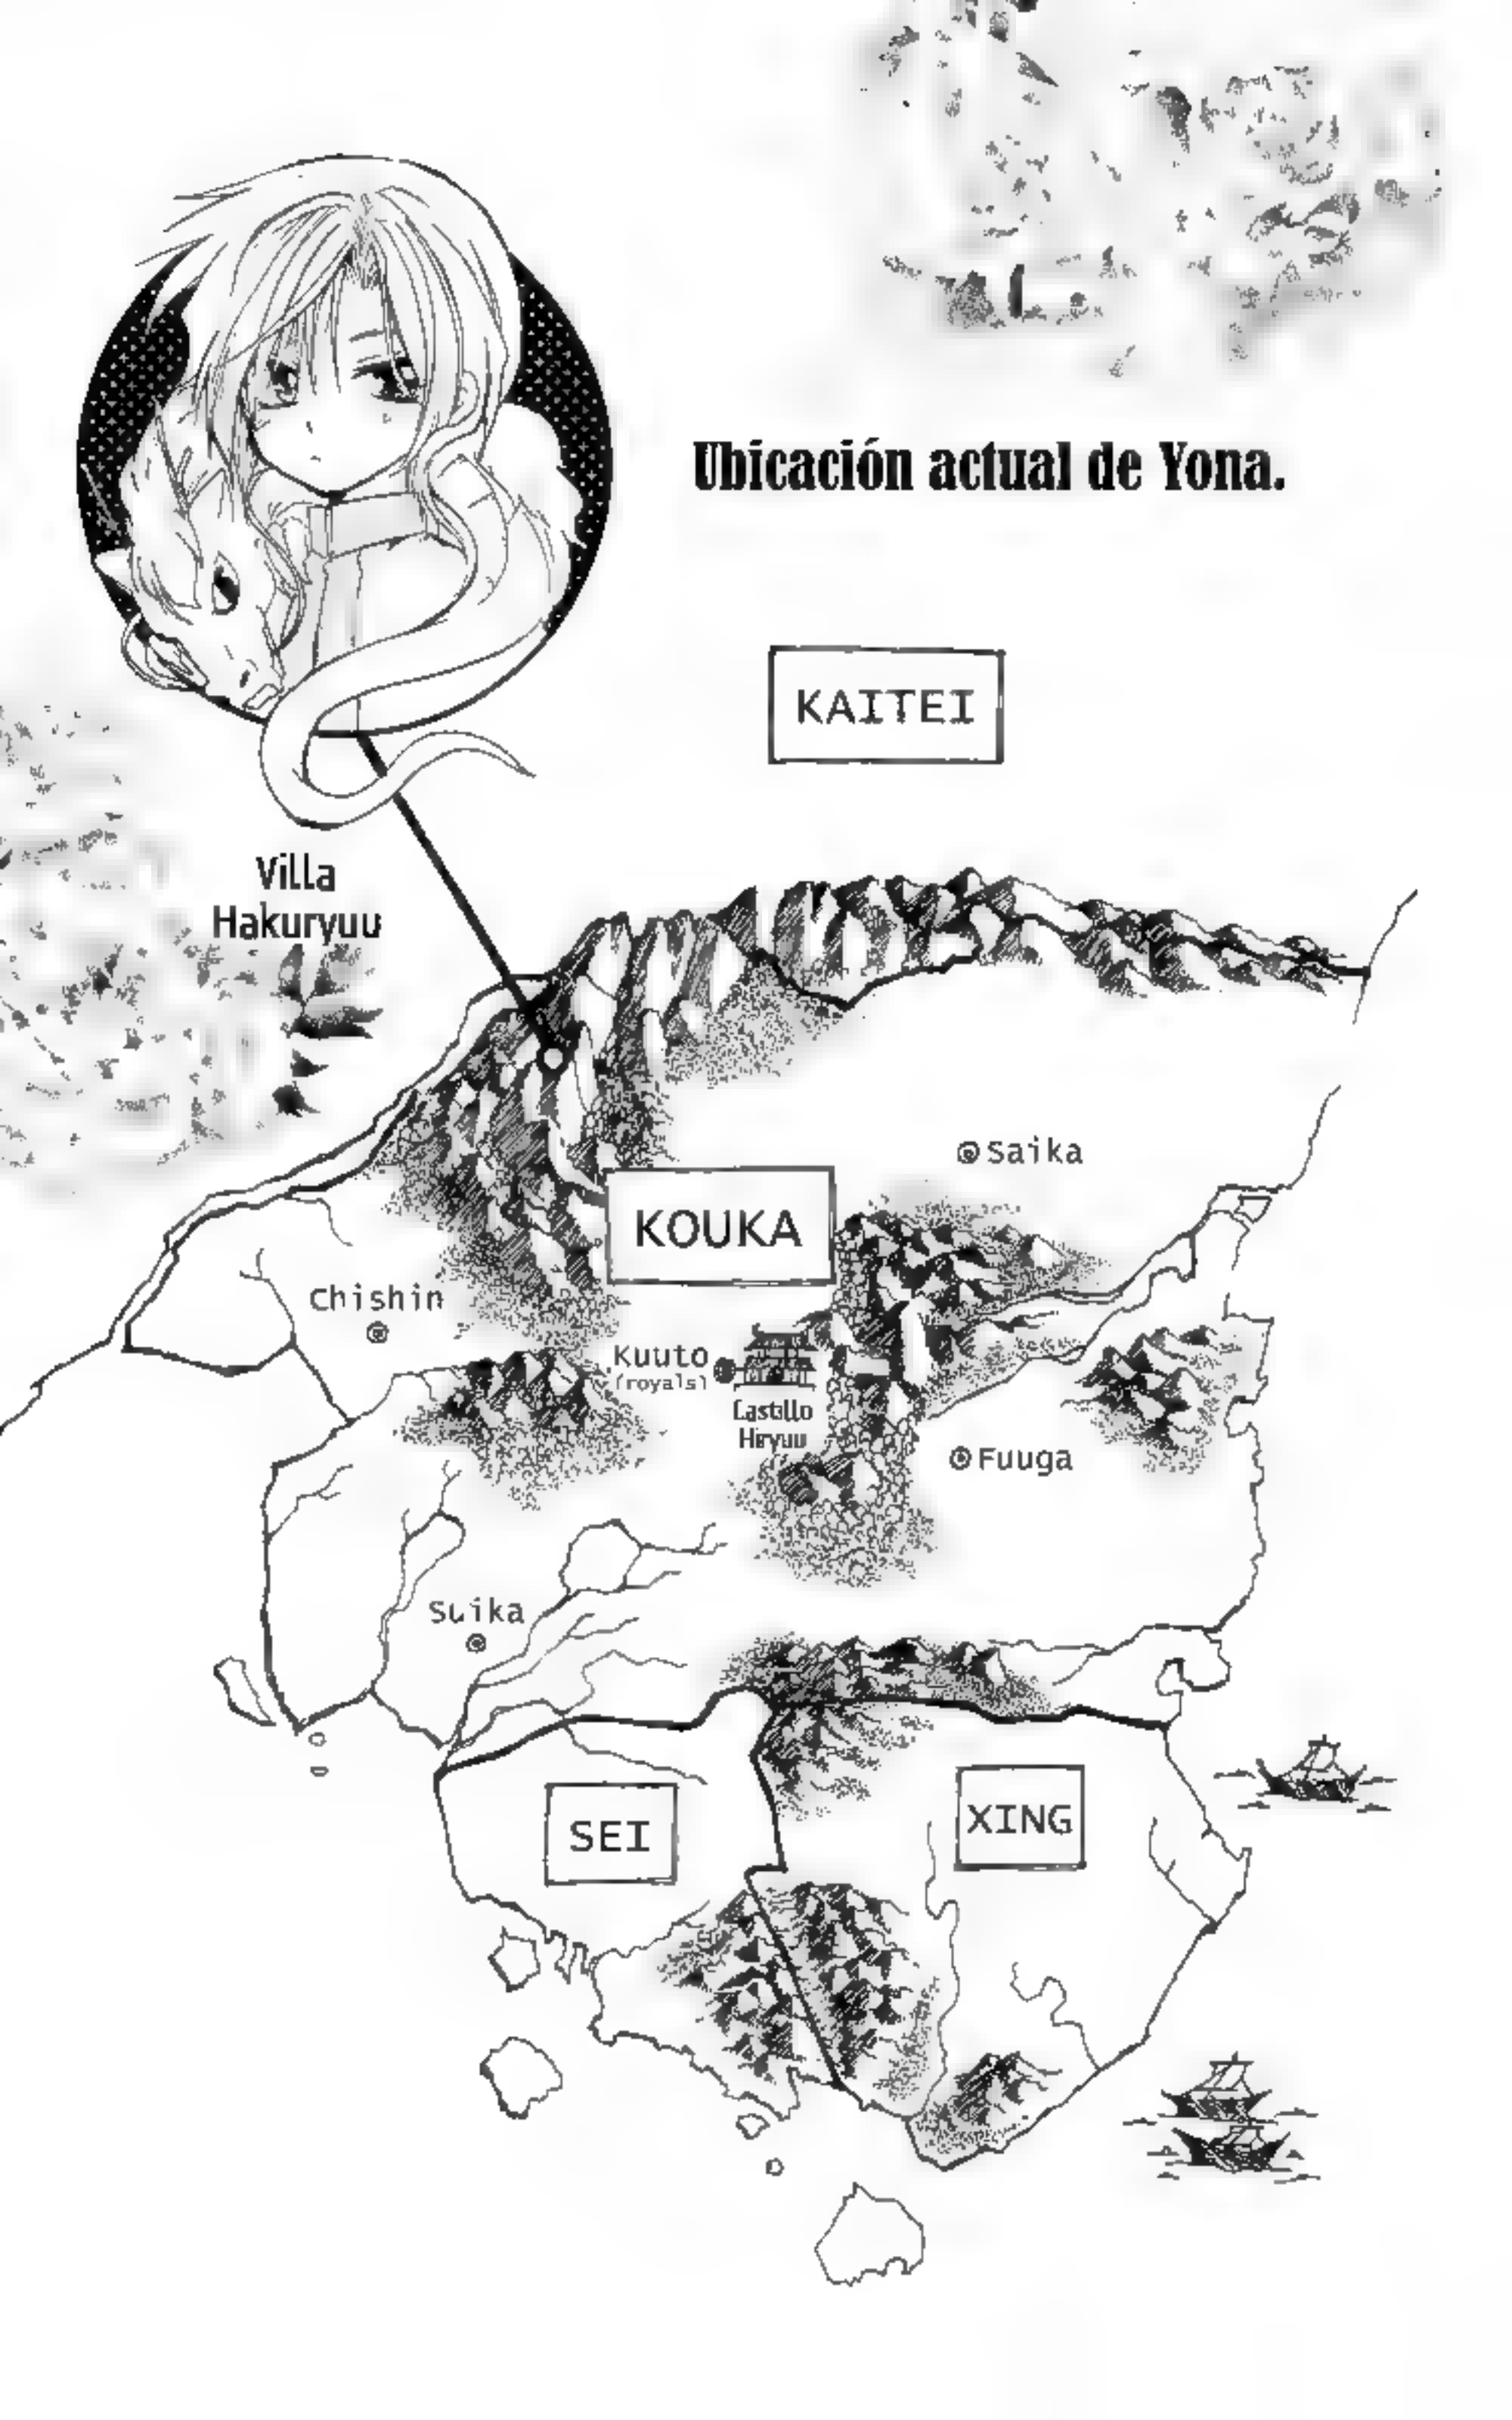 Ubicación actual de Yona.
KAITEI
Villa
Hakuryuu
Saika
KOUKA
Chishin
Kuuto
(royals)
Castillo
Hiryuu
Fuuga
Suika
SEI
XING